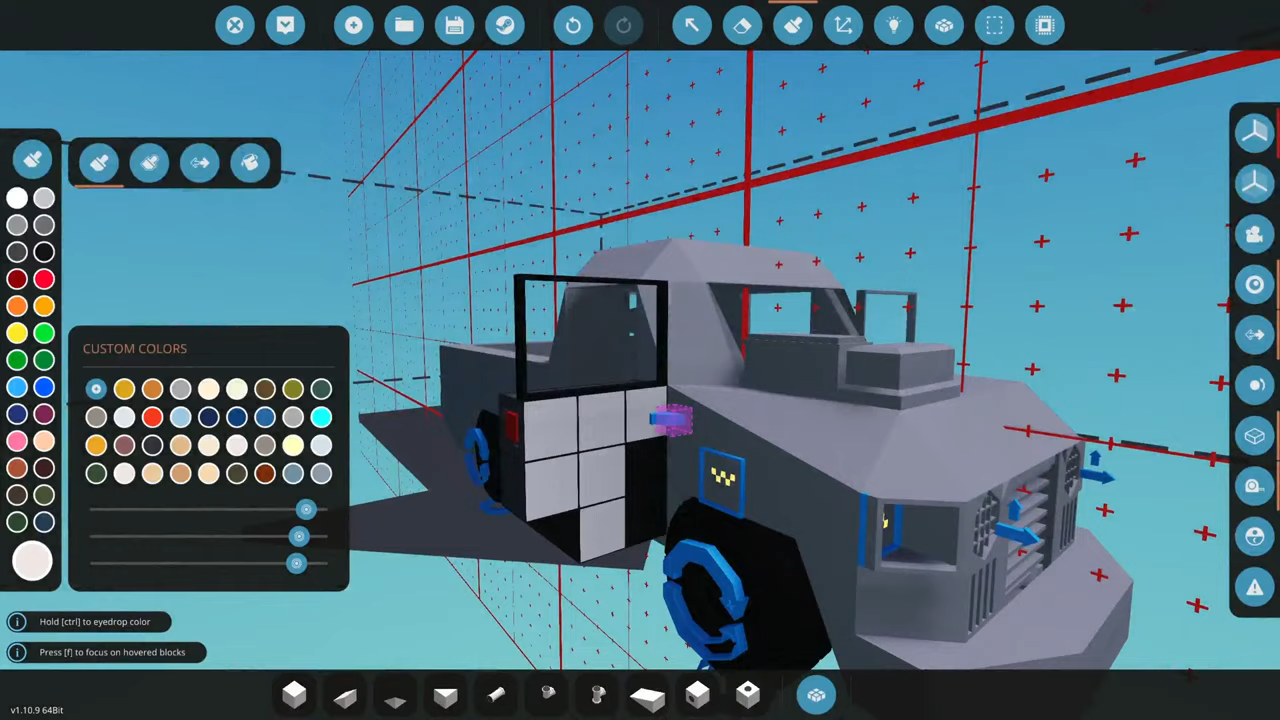 CUSTOM COLORS
Hold [ctrl] to eyedrop color
Press [f] to focus on hovered blocks
v1.10.9 64Bit